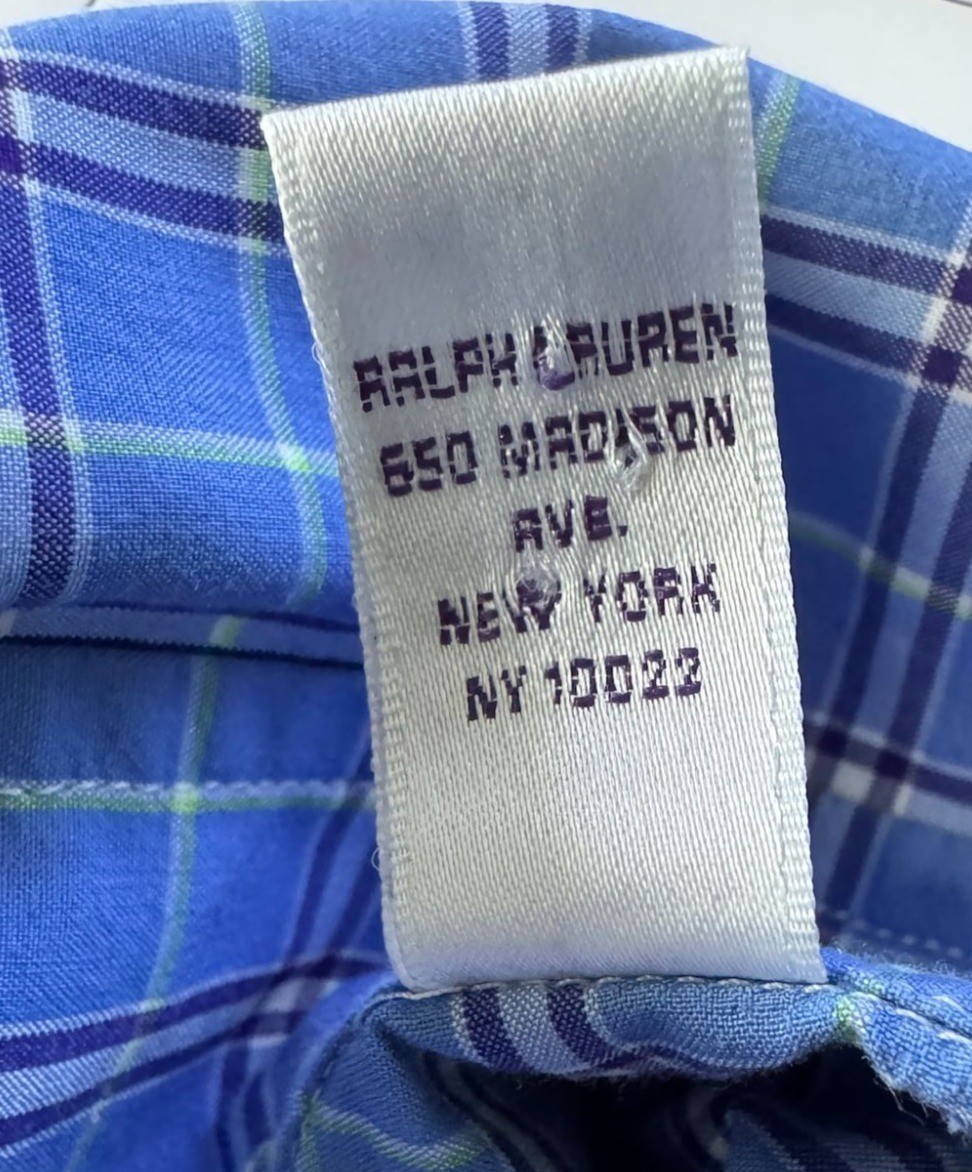 RALPH LAUREN
650 MADISON
AVE.
NEW YORK
NY 10022